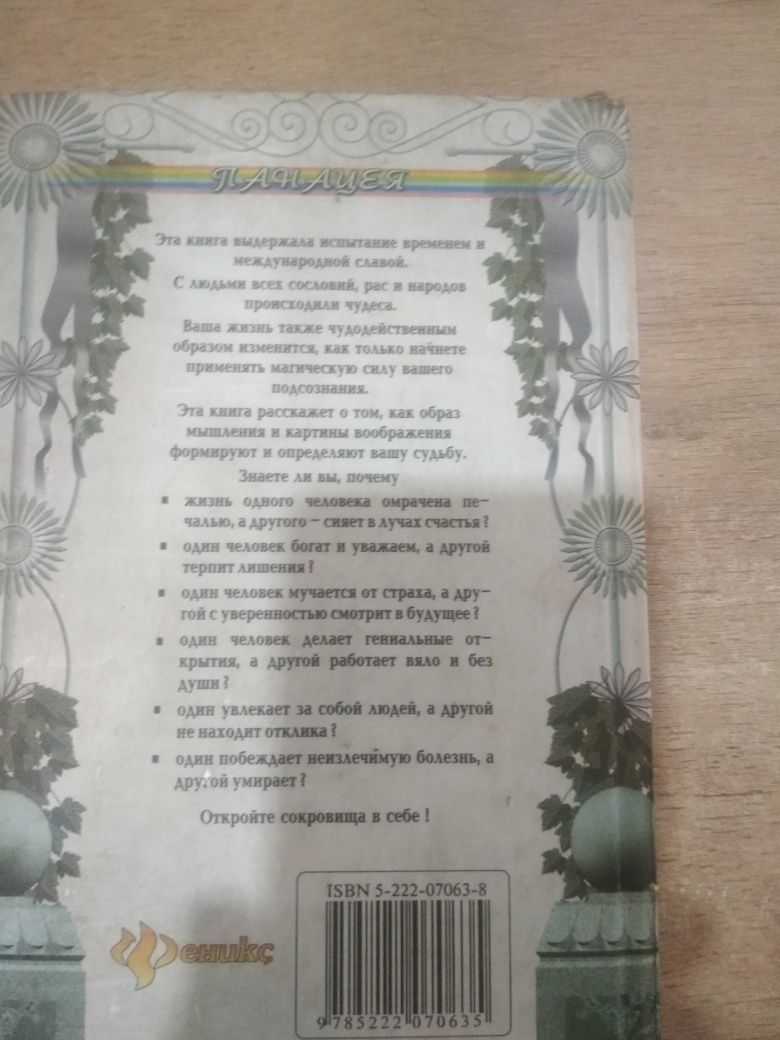 ПАНАЦЕЯ
Эта книга выдержала испытание временем и
международной славой.
С людьми всех сословий, рас и народов
происходили чудеса.
Ваша жизнь также чудодейственным
образом изменится, как только начнете
применять магическую силу вашего
подсознания.
Эта книга расскажет о том, как образ
мышления и картины воображения
формируют и определяют вашу судьбу.
Знаете ли вы, почему
▪ жизнь одного человека омрачена пе-
чалью, а другого - сияет в лучах счастья?
▪ один человек богат и уважаем, а другой
терпит лишения?
▪ один человек мучается от страха, а дру-
гой с уверенностью смотрит в будущее?
▪ один человек делает гениальные от-
крытия, а другой работает вяло и без
души?
▪ один увлекает за собой людей, а другой
не находит отклика?
▪ один побеждает неизлечимую болезнь, а
другой умирает?
Откройте сокровища в себе!
ISBN 5-222-07063-8
Феникс
9 785222 070635